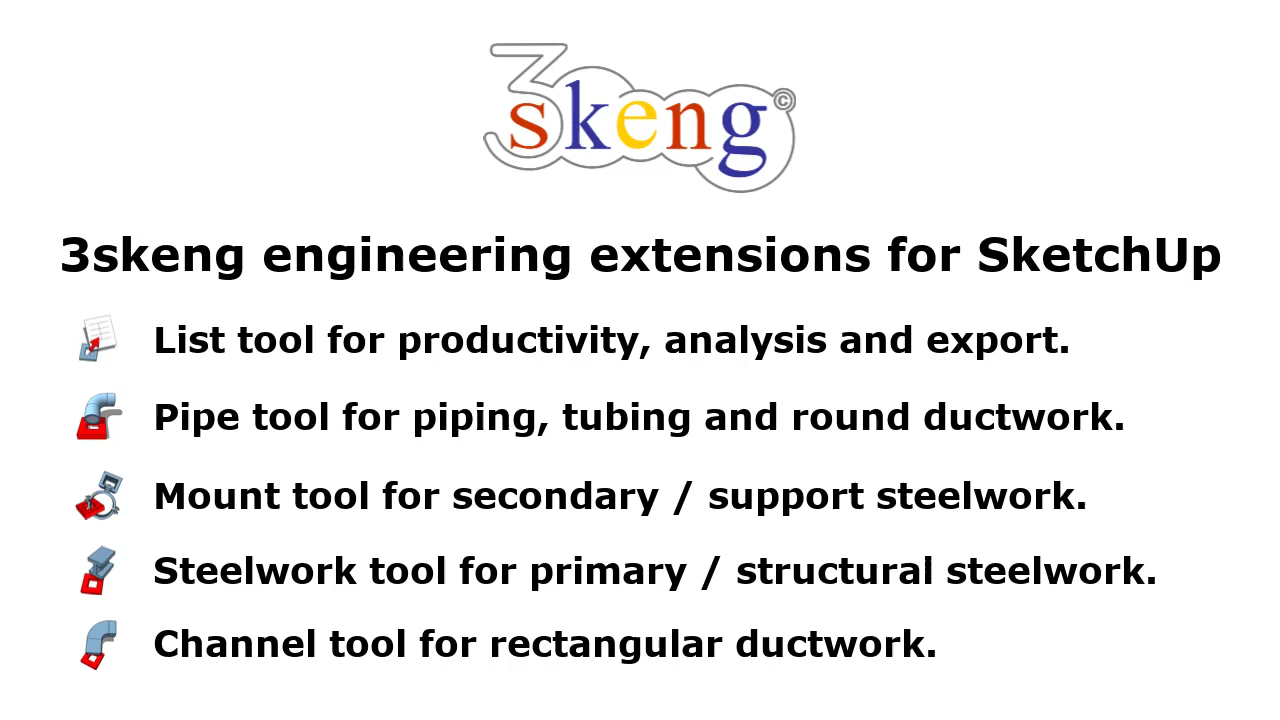 3skeng©
3skeng engineering extensions for SketchUp
List tool for productivity, analysis and export.
Pipe tool for piping, tubing and round ductwork.
Mount tool for secondary / support steelwork.
Steelwork tool for primary / structural steelwork.
Channel tool for rectangular ductwork.